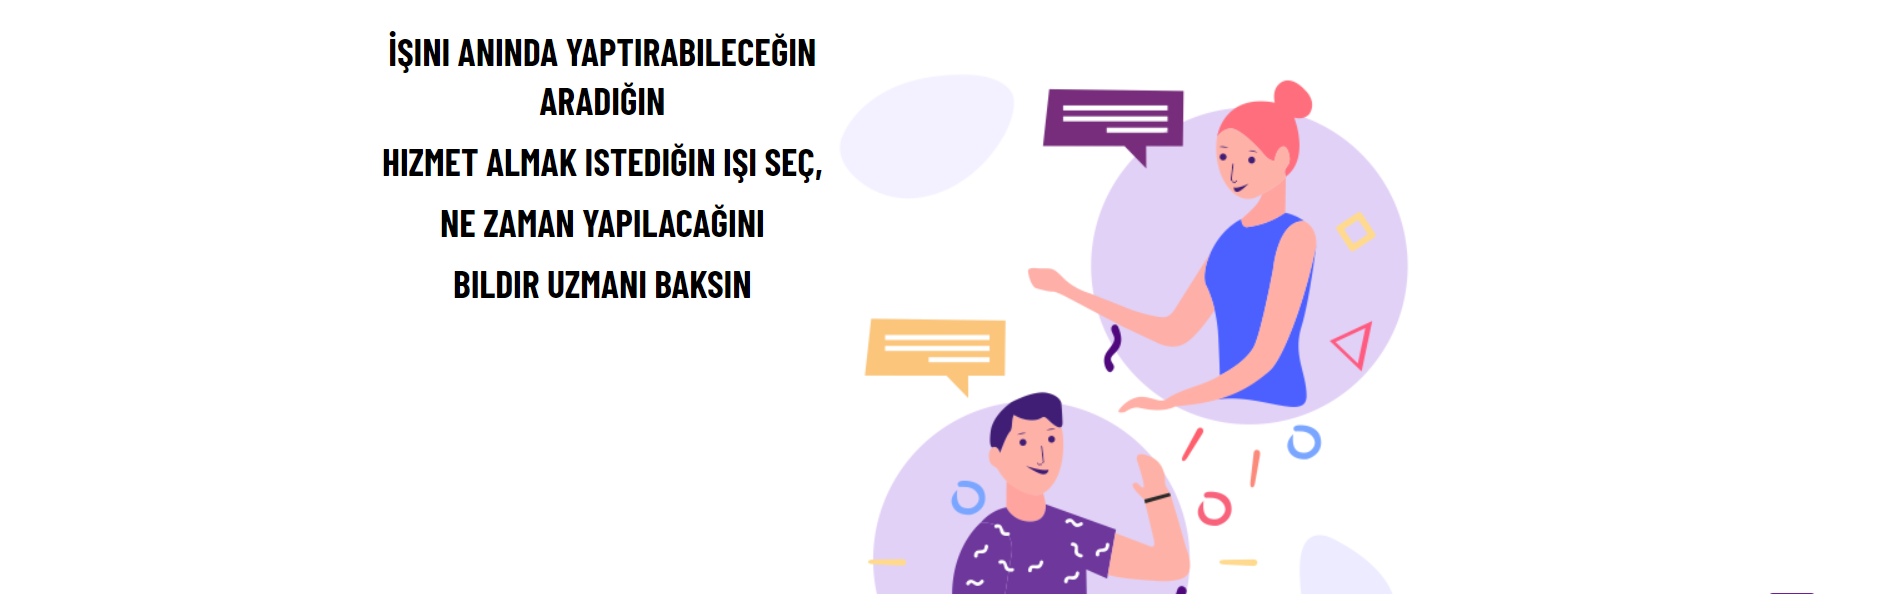 İŞINI ANINDA YAPTIRABILECEĞIN
ARADIĞIN
HIZMET ALMAK ISTEDIĞIN IŞI SEÇ,
NE ZAMAN YAPILACAĞINI
BILDIR UZMANI BAKSIN